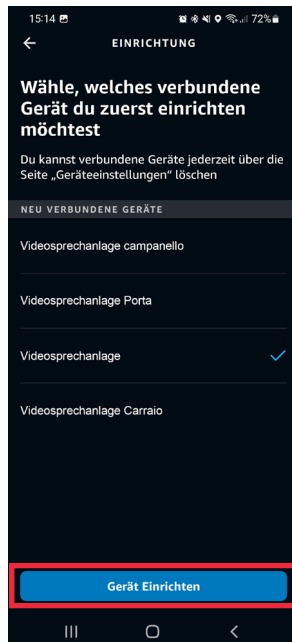 15:14 72%
EINRICHTUNG
Wähle, welches verbundene
Gerät du zuerst einrichten
möchtest
Du kannst verbundene Geräte jederzeit über die
Seite „Geräteeinstellungen“ löschen
NEU VERBUNDENE GERÄTE
Videosprechanlage campanello
Videosprechanlage Porta
Videosprechanlage
Videosprechanlage Carraio
Gerät Einrichten